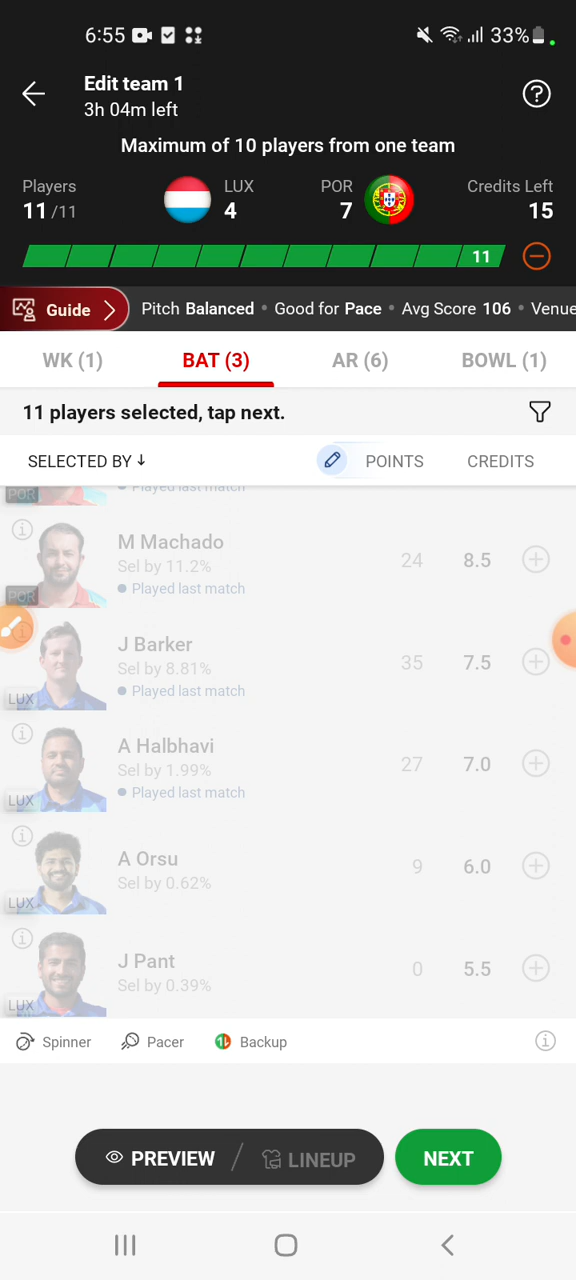 6:55 33%
Edit team 1
3h 04m left
Maximum of 10 players from one team
Players LUX POR Credits Left
11/11 4 7 15
11
Guide Pitch Balanced • Good for Pace • Avg Score 106 • Venue
WK (1) BAT (3) AR (6) BOWL (1)
11 players selected, tap next.
SELECTED BY ↓ POINTS CREDITS
POR • Played last match
M Machado
Sel by 11.2% 24 8.5
POR • Played last match
J Barker
Sel by 8.81% 35 7.5
LUX • Played last match
A Halbhavi
Sel by 1.99% 27 7.0
LUX • Played last match
A Orsu
Sel by 0.62% 9 6.0
LUX
J Pant
Sel by 0.39% 0 5.5
LUX
Spinner Pacer Backup
PREVIEW / LINEUP NEXT